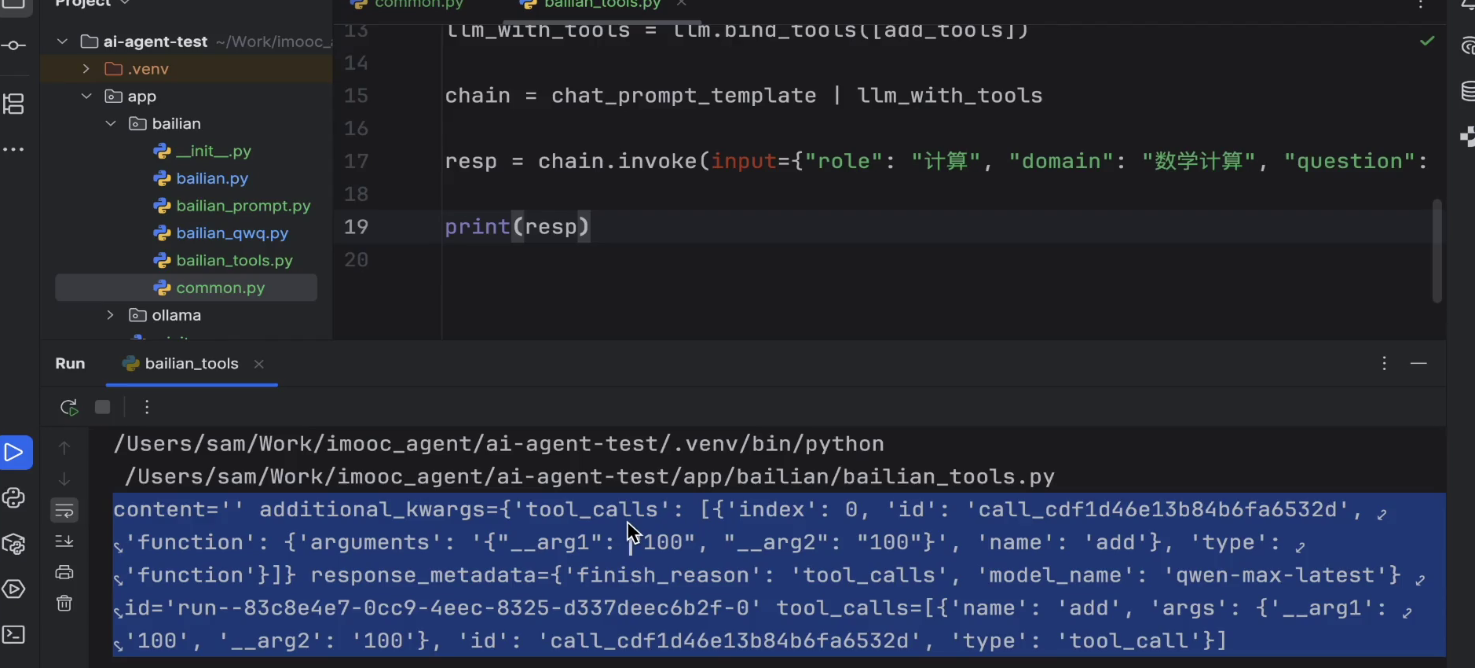 Project
common.py
bailian_tools.py
ai-agent-test ~/Work/imooc_
.venv
app
bailian
__init__.py
bailian.py
bailian_prompt.py
bailian_qwq.py
bailian_tools.py
common.py
ollama
13 llm_with_tools = llm.bind_tools([add_tools])
14
15 chain = chat_prompt_template | llm_with_tools
16
17 resp = chain.invoke(input={"role": "计算", "domain": "数学计算", "question":
18
19 print(resp)
20
Run bailian_tools
/Users/sam/Work/imooc_agent/ai-agent-test/.venv/bin/python
/Users/sam/Work/imooc_agent/ai-agent-test/app/bailian/bailian_tools.py
content='' additional_kwargs={'tool_calls': [{'index': 0, 'id': 'call_cdf1d46e13b84b6fa6532d',
'function': {'arguments': '{"__arg1": "100", "__arg2": "100"}', 'name': 'add'}, 'type':
'function'}]} response_metadata={'finish_reason': 'tool_calls', 'model_name': 'qwen-max-latest'}
id='run--83c8e4e7-0cc9-4eec-8325-d337deec6b2f-0' tool_calls=[{'name': 'add', 'args': {'__arg1':
'100', '__arg2': '100'}, 'id': 'call_cdf1d46e13b84b6fa6532d', 'type': 'tool_call'}]